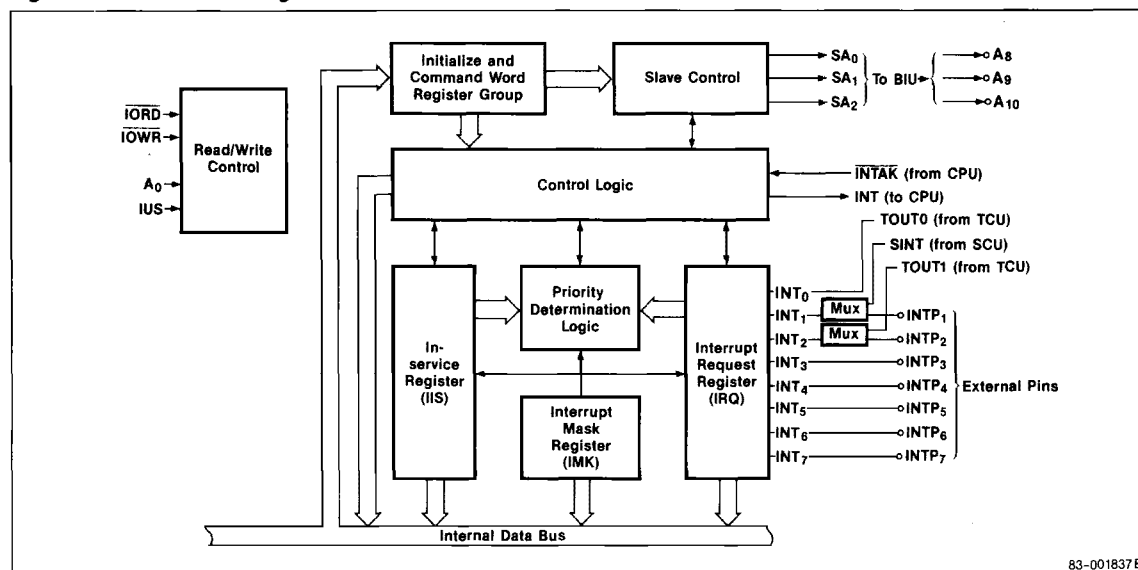 Initialize and
Command Word
Register Group
Slave Control
SA0
SA1
SA2
To BIU
A8
A9
A10
IORD
IOWR
A0
IUS
Read/Write
Control
Control Logic
INTAK (from CPU)
INT (to CPU)
TOUT0 (from TCU)
SINT (from SCU)
TOUT1 (from TCU)
In-
service
Register
(IIS)
Priority
Determination
Logic
Interrupt
Mask
Register
(IMK)
Interrupt
Request
Register
(IRQ)
INT0
INT1
Mux
INTP1
INT2
Mux
INTP2
INT3
INTP3
INT4
INTP4
INT5
INTP5
INT6
INTP6
INT7
INTP7
External Pins
Internal Data Bus
83-001837B